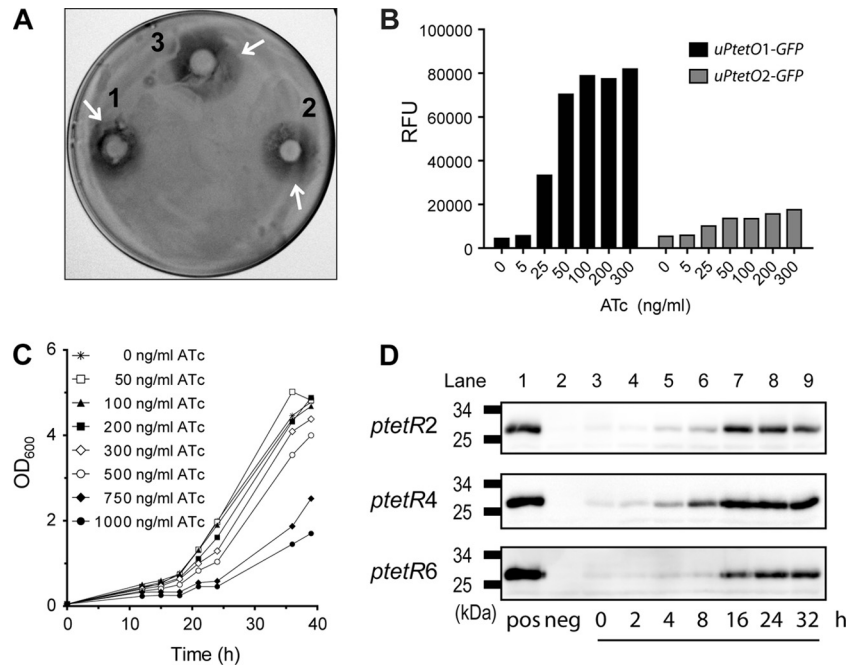 A
3
1
2
B
100000
80000
60000
40000
20000
0
RFU
uPtetO1-GFP
uPtetO2-GFP
0 5 25 50 100 200 300 0 5 25 50 100 200 300
ATc (ng/ml)
C
6
4
2
0
OD600
0 ng/ml ATc
50 ng/ml ATc
100 ng/ml ATc
200 ng/ml ATc
300 ng/ml ATc
500 ng/ml ATc
750 ng/ml ATc
1000 ng/ml ATc
0 10 20 30 40
Time (h)
D
Lane 1 2 3 4 5 6 7 8 9
34
ptetR2
25
34
ptetR4
25
34
ptetR6
25
(kDa) pos neg 0 2 4 8 16 24 32 h